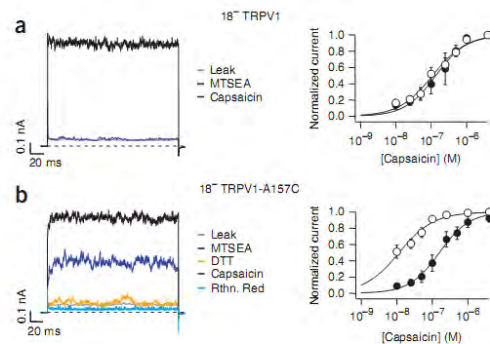 a
18⁻ TRPV1
Leak
MTSEA
Capsaicin
0.1 nA
20 ms
Normalized current
1.0
0.8
0.6
0.4
0.2
0.0
10⁻⁹ 10⁻⁸ 10⁻⁷ 10⁻⁶
[Capsaicin] (M)
b
18⁻ TRPV1-A157C
Leak
MTSEA
DTT
Capsaicin
Rthn. Red
0.1 nA
20 ms
Normalized current
1.0
0.8
0.6
0.4
0.2
0.0
10⁻⁹ 10⁻⁸ 10⁻⁷ 10⁻⁶
[Capsaicin] (M)